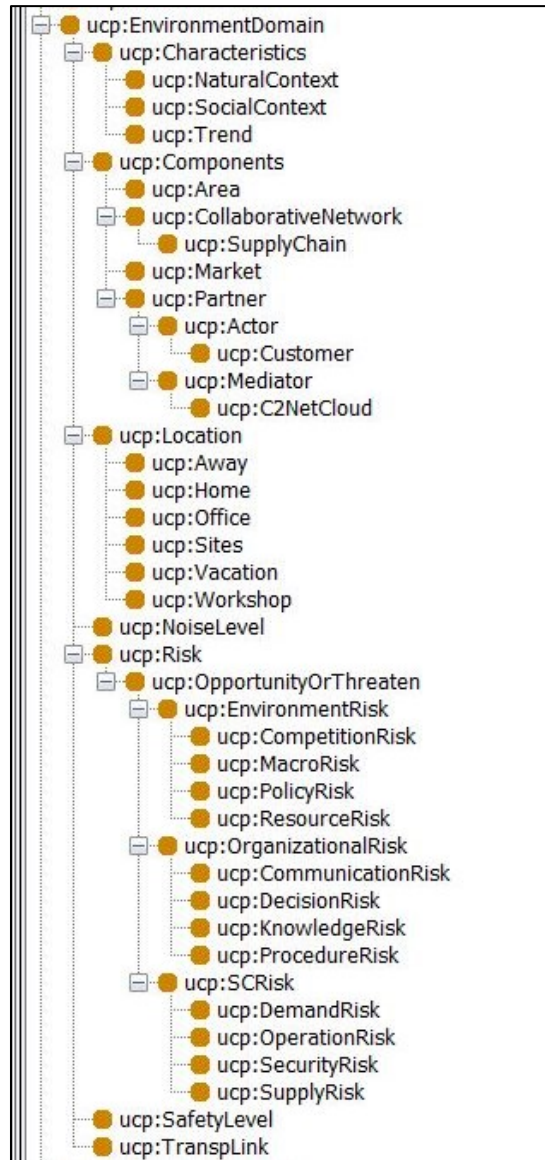 ucp:EnvironmentDomain
ucp:Characteristics
ucp:NaturalContext
ucp:SocialContext
ucp:Trend
ucp:Components
ucp:Area
ucp:CollaborativeNetwork
ucp:SupplyChain
ucp:Market
ucp:Partner
ucp:Actor
ucp:Customer
ucp:Mediator
ucp:C2NetCloud
ucp:Location
ucp:Away
ucp:Home
ucp:Office
ucp:Sites
ucp:Vacation
ucp:Workshop
ucp:NoiseLevel
ucp:Risk
ucp:OpportunityOrThreaten
ucp:EnvironmentRisk
ucp:CompetitionRisk
ucp:MacroRisk
ucp:PolicyRisk
ucp:ResourceRisk
ucp:OrganizationalRisk
ucp:CommunicationRisk
ucp:DecisionRisk
ucp:KnowledgeRisk
ucp:ProcedureRisk
ucp:SCRisk
ucp:DemandRisk
ucp:OperationRisk
ucp:SecurityRisk
ucp:SupplyRisk
ucp:SafetyLevel
ucp:TranspLink